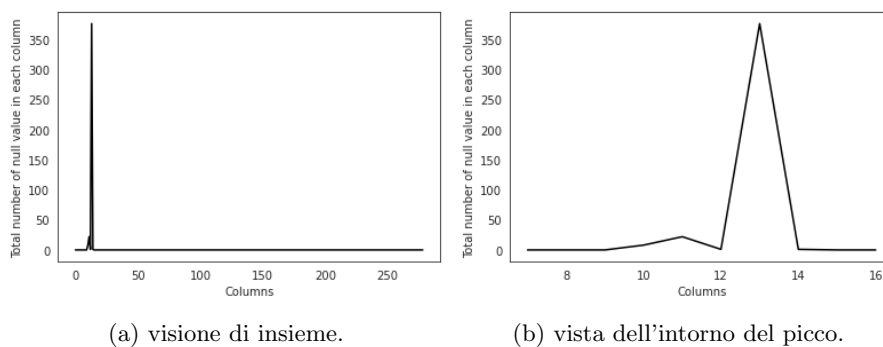 Total number of null value in each column
350
300
250
200
150
100
50
0
0 50 100 150 200 250
Columns
(a) visione di insieme.
Total number of null value in each column
350
300
250
200
150
100
50
0
8 10 12 14 16
Columns
(b) vista dell'intorno del picco.